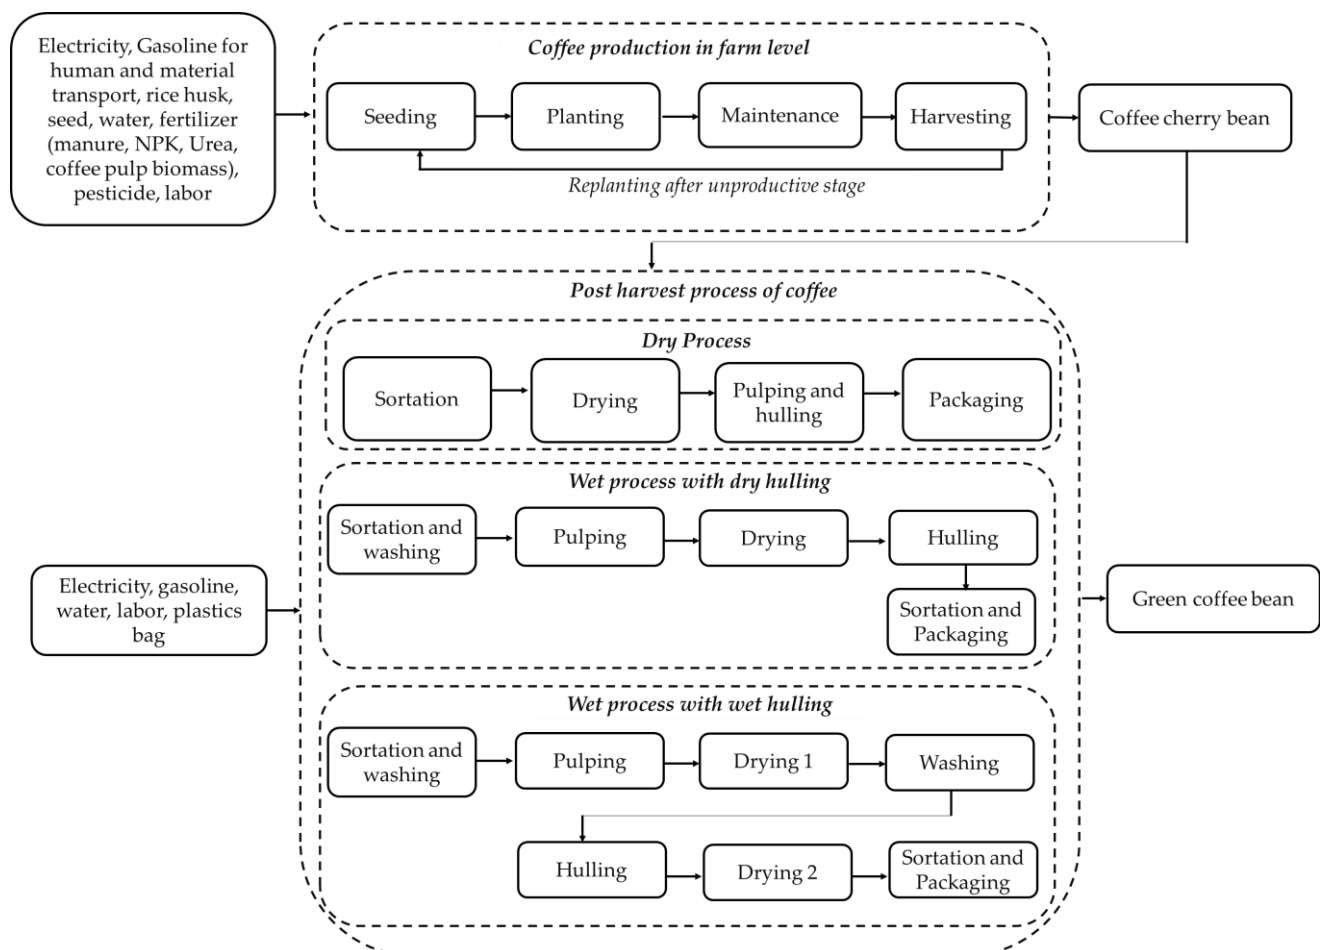 Electricity, Gasoline for
human and material
transport, rice husk,
seed, water, fertilizer
(manure, NPK, Urea,
coffee pulp biomass),
pesticide, labor
Coffee production in farm level
Seeding
Planting
Maintenance
Harvesting
Replanting after unproductive stage
Coffee cherry bean
Post harvest process of coffee
Dry Process
Sortation
Drying
Pulping and
hulling
Packaging
Wet process with dry hulling
Sortation and
washing
Pulping
Drying
Hulling
Sortation and
Packaging
Electricity, gasoline,
water, labor, plastics
bag
Green coffee bean
Wet process with wet hulling
Sortation and
washing
Pulping
Drying 1
Washing
Hulling
Drying 2
Sortation and
Packaging